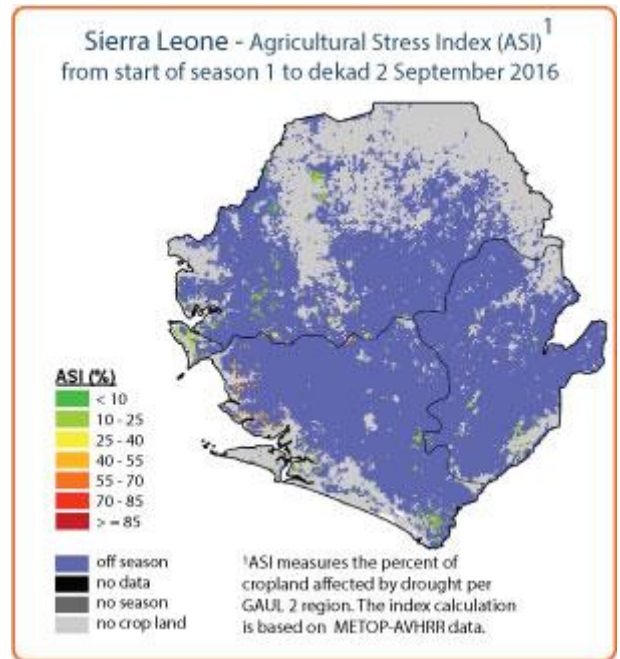 Sierra Leone - Agricultural Stress Index (ASI)1
from start of season 1 to dekad 2 September 2016
ASI (%)
< 10
10 - 25
25 - 40
40 - 55
55 - 70
70 - 85
> = 85
off season
no data
no season
no crop land
1ASI measures the percent of
cropland affected by drought per
GAUL 2 region. The index calculation
is based on METOP-AVHRR data.